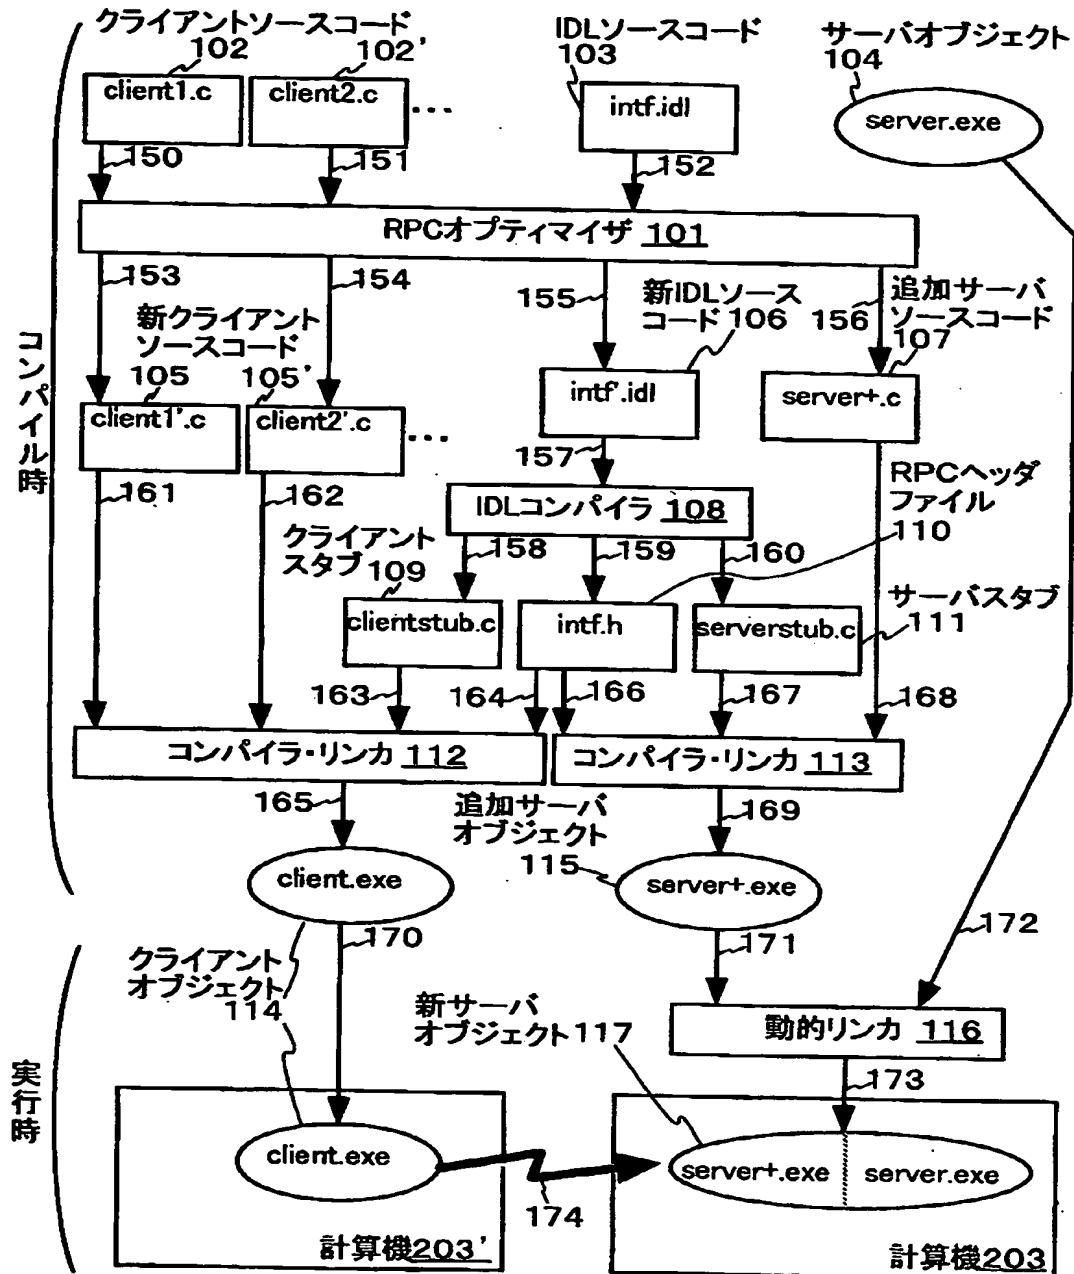 クライアントソースコード
102
102'
IDLソースコード
103
サーバオブジェクト
104
client1.c
client2.c
...
intf.idl
server.exe
150
151
152
RPCオプティマイザ 101
153
154
155
新IDLソース
コード106
156
追加サーバ
ソースコード
107
新クライアント
ソースコード
105
105'
client1'.c
client2'.c
...
intf'.idl
server+.c
157
161
162
IDLコンパイラ 108
RPCヘッダ
ファイル
110
クライアント
スタブ109
158
159
160
clientstub.c
intf.h
serverstub.c
サーバスタブ
111
163
164
166
167
168
コンパイラ・リンカ 112
コンパイラ・リンカ 113
165
追加サーバ
オブジェクト
115
169
client.exe
server+.exe
コンパイル時
170
171
172
クライアント
オブジェクト
114
新サーバ
オブジェクト117
動的リンカ 116
173
実行時
client.exe
server+.exe
server.exe
174
計算機203'
計算機203